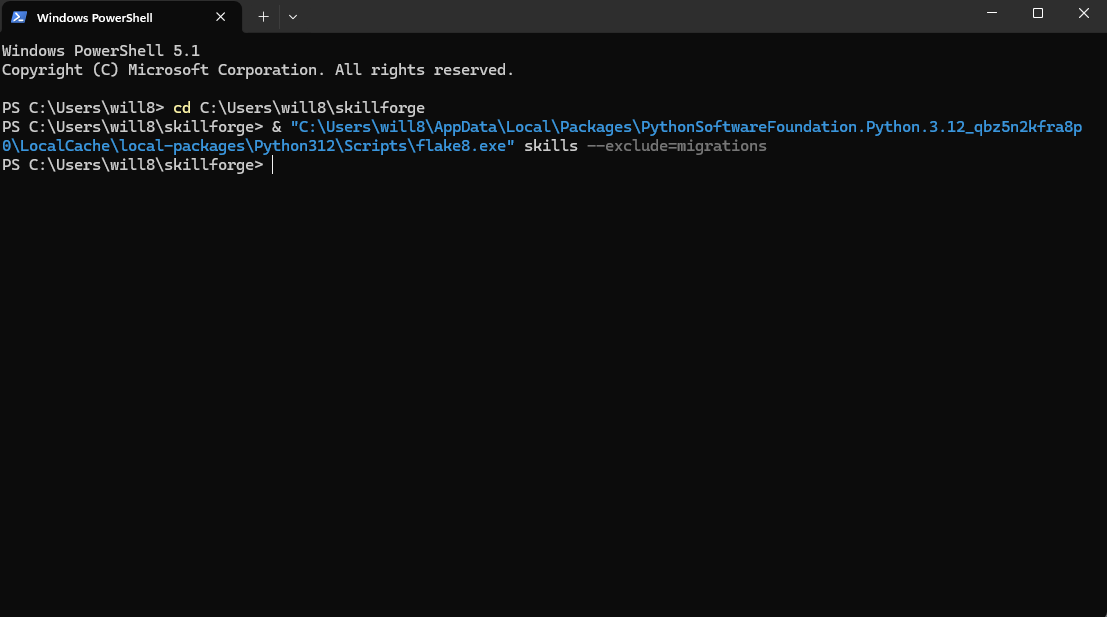 Windows PowerShell
Windows PowerShell 5.1
Copyright (C) Microsoft Corporation. All rights reserved.
PS C:\Users\will8> cd C:\Users\will8\skillforge
PS C:\Users\will8\skillforge> & "C:\Users\will8\AppData\Local\Packages\PythonSoftwareFoundation.Python.3.12_qbz5n2kfra8p
0\LocalCache\local-packages\Python312\Scripts\flake8.exe" skills --exclude=migrations
PS C:\Users\will8\skillforge>